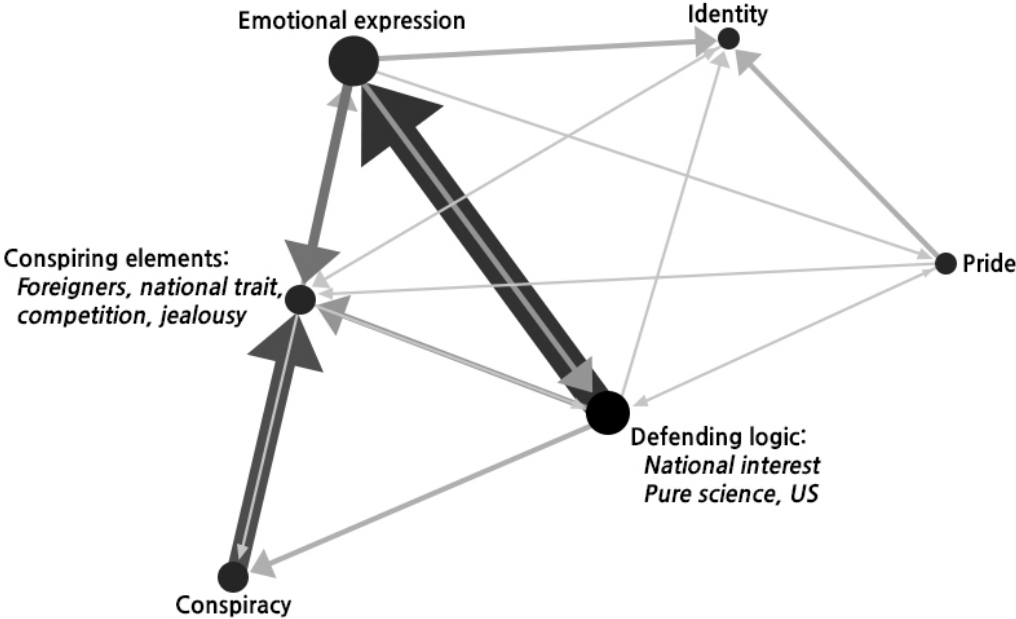 Emotional expression
Identity
Conspiring elements:
Foreigners, national trait,
competition, jealousy
Pride
Defending logic:
National interest
Pure science, US
Conspiracy